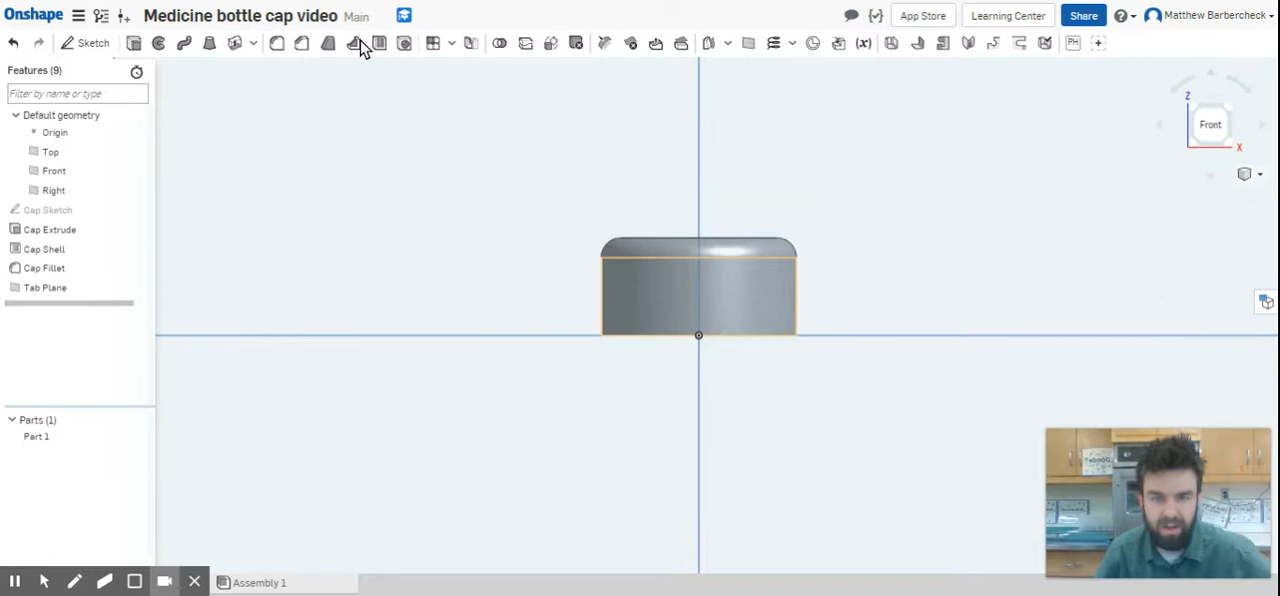 Onshape
Medicine bottle cap video Main
App Store
Learning Center
Share
Matthew Barbercheck
Sketch
(x)
PH
Features (9)
Filter by name or type
Default geometry
Origin
Top
Front
Right
Cap Sketch
Cap Extrude
Cap Shell
Cap Fillet
Tab Plane
Z
Front
X
Parts (1)
Part 1
Assembly 1